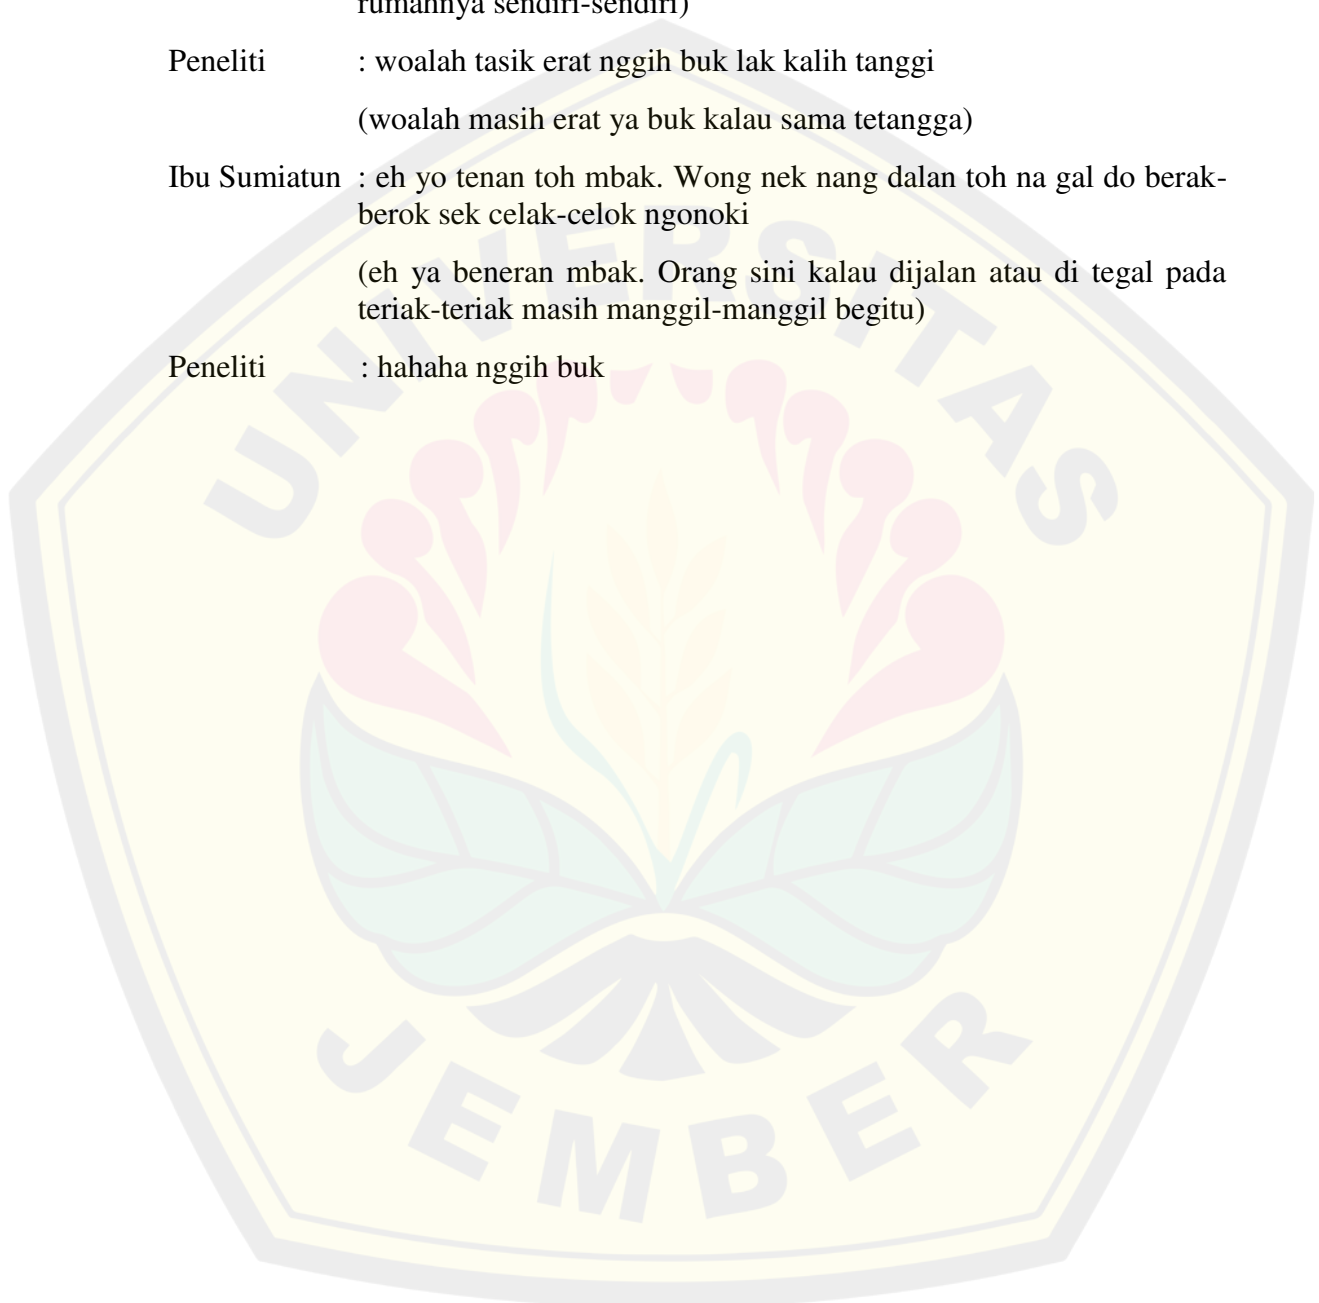 rumahnya sendiri-sendiri)
Peneliti : woalah tasik erat nggih buk lak kalih tanggi
(woalah masih erat ya buk kalau sama tetangga)
Ibu Sumiatun : eh yo tenan toh mbak. Wong nek nang dalan toh na gal do berak-
berok sek celak-celok ngonoki
(eh ya beneran mbak. Orang sini kalau dijalan atau di tegal pada
teriak-teriak masih manggil-manggil begitu)
Peneliti : hahaha nggih buk
UNIVERSITAS
JEMBER